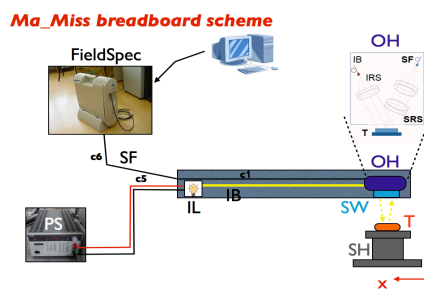 Ma_Miss breadboard scheme
FieldSpec
OH
IB
SF
IRS
SRS
T
c6
SF
c5
c1
OH
IL
IB
SW
PS
T
SH
x